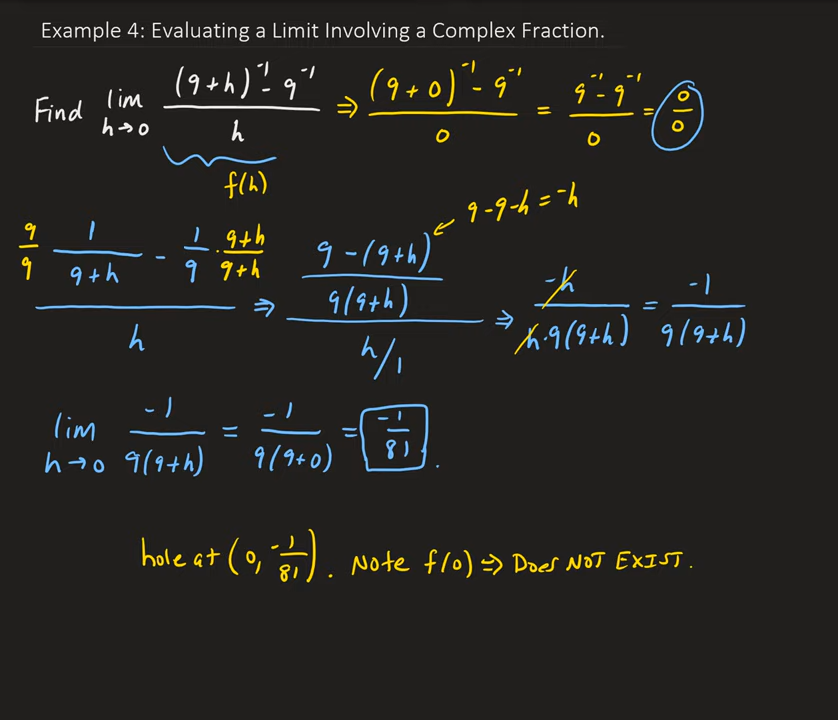 Example 4: Evaluating a Limit Involving a Complex Fraction.
Find lim h→0 ((9+h)^-1 - 9^-1)/h ⇒ ((9+0)^-1 - 9^-1)/0 = (9^-1 - 9^-1)/0 = 0/0
f(h)
9-9-h = -h
(9/9 1/(9+h) - 1/9 · (9+h)/(9+h))/h ⇒ ((9-(9+h))/(9(9+h)))/(h/1) ⇒ -h/(h·9(9+h)) = -1/(9(9+h))
lim h→0 -1/(9(9+h)) = -1/(9(9+0)) = -1/81.
hole at (0, -1/81). Note f(0) ⇒ Does NOT EXIST.